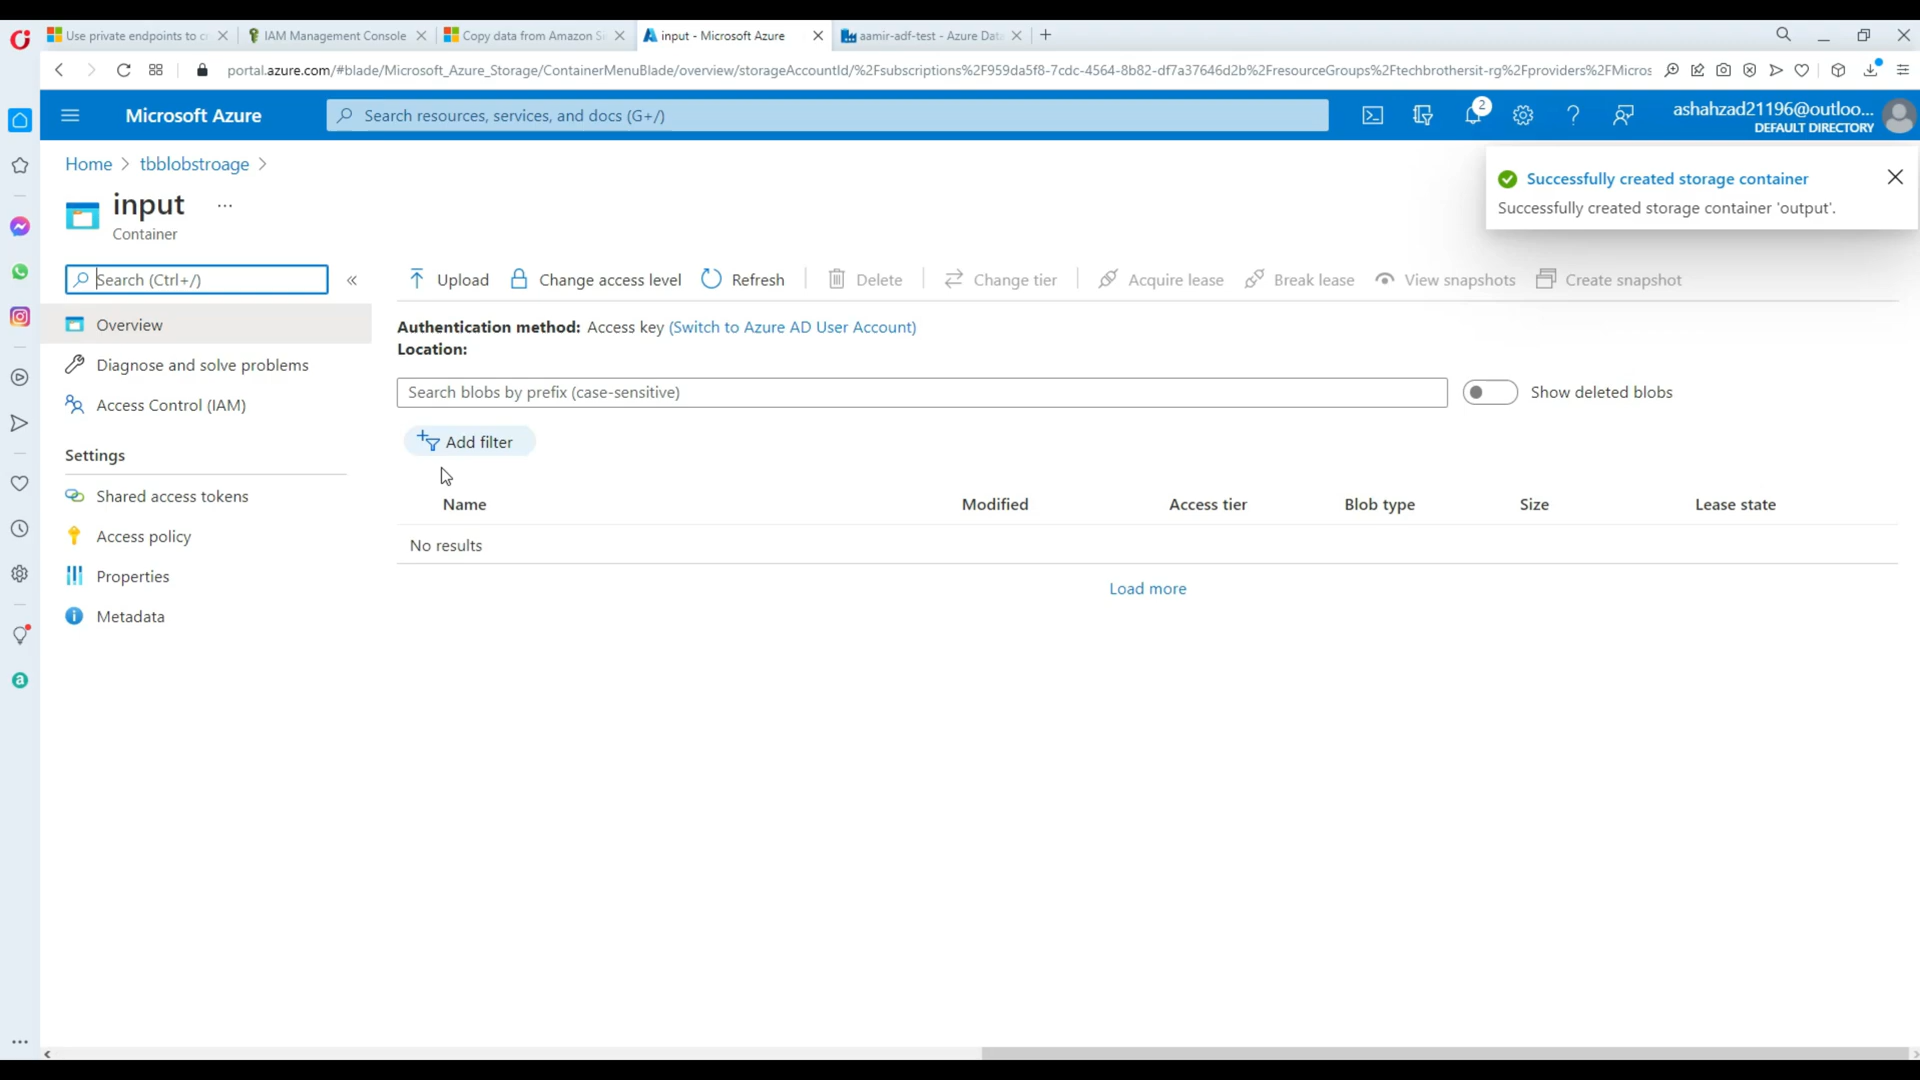 Use private endpoints to c
IAM Management Console
Copy data from Amazon S
input - Microsoft Azure
aamir-adf-test - Azure Dat
portal.azure.com/#blade/Microsoft_Azure_Storage/ContainerMenuBlade/overview/storageAccountId/%2Fsubscriptions%2F959da5f8-7cdc-4564-8b82-df7a37646d2b%2FresourceGroups%2Ftechbrothersit-rg%2Fproviders%2FMicros
Microsoft Azure
Search resources, services, and docs (G+/)
2
ashahzad21196@outloo...
DEFAULT DIRECTORY
Home > tbblobstroage >
Successfully created storage container
Successfully created storage container 'output'.
input
...
Container
Search (Ctrl+/)
«
Upload
Change access level
Refresh
Delete
Change tier
Acquire lease
Break lease
View snapshots
Create snapshot
Overview
Diagnose and solve problems
Access Control (IAM)
Settings
Shared access tokens
Access policy
Properties
Metadata
Authentication method: Access key (Switch to Azure AD User Account)
Location:
Search blobs by prefix (case-sensitive)
Show deleted blobs
Add filter
Name
Modified
Access tier
Blob type
Size
Lease state
No results
Load more